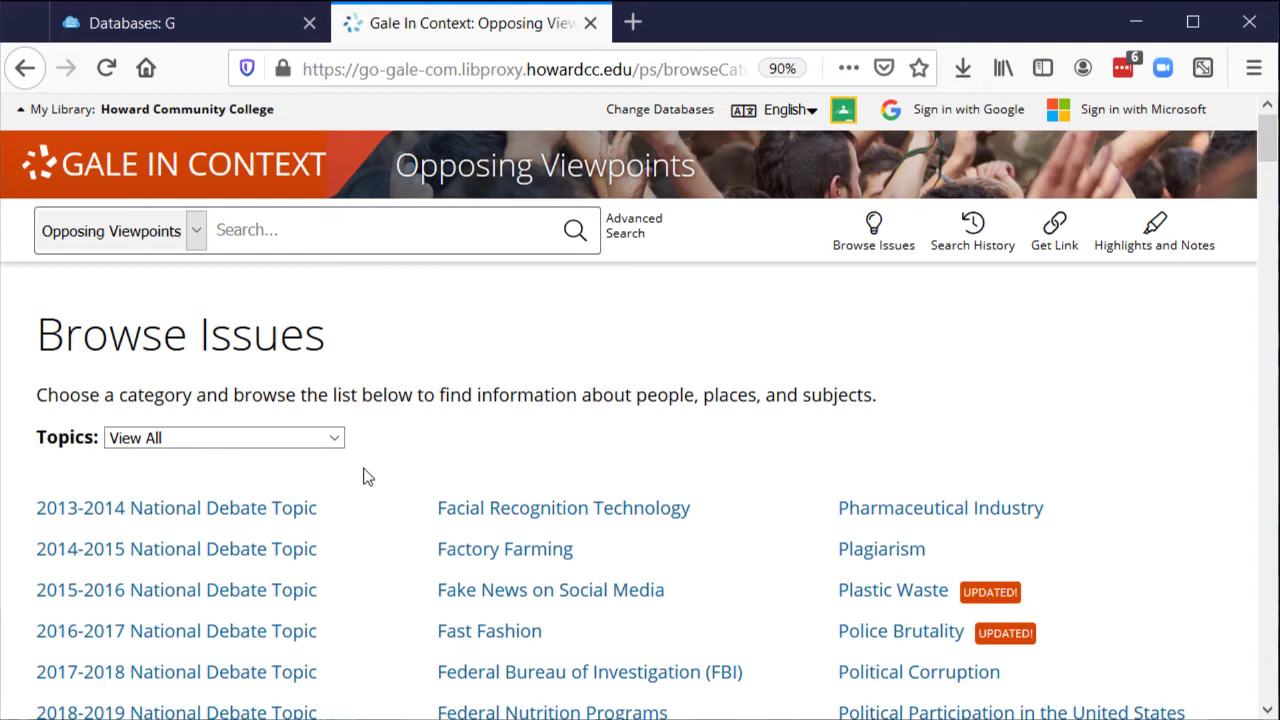 Databases: G
Gale In Context: Opposing View
https://go-gale-com.libproxy.howardcc.edu/ps/browseCat
90%
6
My Library: Howard Community College
Change Databases
English
Sign in with Google
Sign in with Microsoft
GALE IN CONTEXT
Opposing Viewpoints
Opposing Viewpoints
Search...
Advanced
Search
Browse Issues
Search History
Get Link
Highlights and Notes
Browse Issues
Choose a category and browse the list below to find information about people, places, and subjects.
Topics: View All
2013-2014 National Debate Topic
Facial Recognition Technology
Pharmaceutical Industry
2014-2015 National Debate Topic
Factory Farming
Plagiarism
2015-2016 National Debate Topic
Fake News on Social Media
Plastic Waste UPDATED!
2016-2017 National Debate Topic
Fast Fashion
Police Brutality UPDATED!
2017-2018 National Debate Topic
Federal Bureau of Investigation (FBI)
Political Corruption
2018-2019 National Debate Topic
Federal Nutrition Programs
Political Participation in the United States